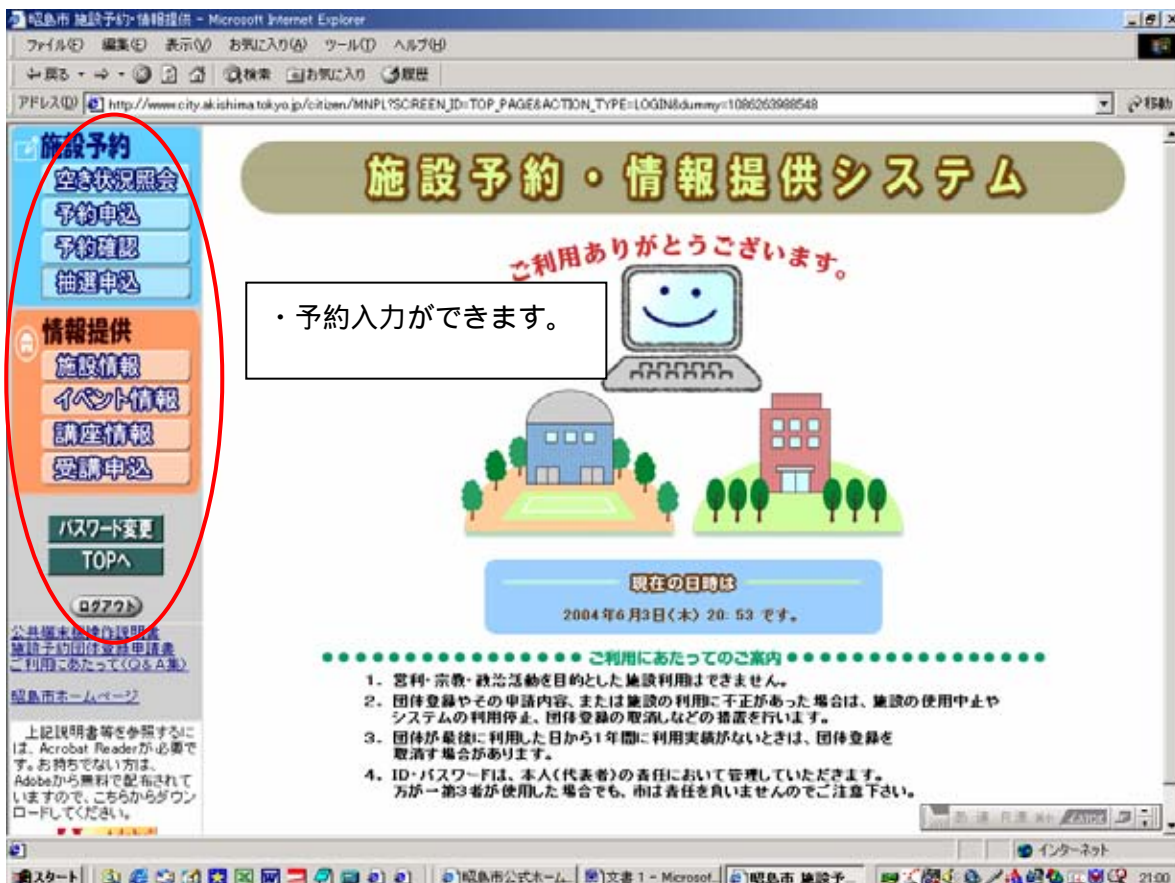 昭島市 施設予約・情報提供 - Microsoft Internet Explorer
ファイル(F) 編集(E) 表示(V) お気に入り(A) ツール(T) ヘルプ(H)
戻る 検索 お気に入り 履歴
アドレス(D) http://www.city.akishima.tokyo.jp/citizen/MNPL?SCREEN_ID=TOP_PAGE&ACTION_TYPE=LOGIN&dummy=1086263988548 移動
施設予約
空き状況照会
予約申込
予約確認
抽選申込
情報提供
施設情報
イベント情報
講座情報
受講申込
パスワード変更
TOPへ
ログアウト
公共端末機操作説明書
施設予約団体登録申請書
ご利用にあたって(Q&A集)
昭島市ホームページ
上記説明書等を参照するに
は、Acrobat Readerが必要で
す。お持ちでない方は、
Adobeから無料で配布されて
いますので、こちらからダウン
ロードしてください。
施設予約・情報提供システム
ご利用ありがとうございます。
・予約入力ができます。
現在の日時は
2004年6月3日(木) 20:53 です。
ご利用にあたってのご案内
1. 営利・宗教・政治活動を目的とした施設利用はできません。
2. 団体登録やその申請内容、または施設の利用に不正があった場合は、施設の使用中止や
システムの利用停止、団体登録の取消しなどの措置を行います。
3. 団体が最後に利用した日から1年間に利用実績がないときは、団体登録を
取消す場合があります。
4. ID・パスワードは、本人(代表者)の責任において管理していただきます。
万が一第3者が使用した場合でも、市は責任を負いませんのでご注意下さい。
インターネット
スタート 昭島市公式ホーム... 文書 1 - Microsof... 昭島市 施設予... 21:00